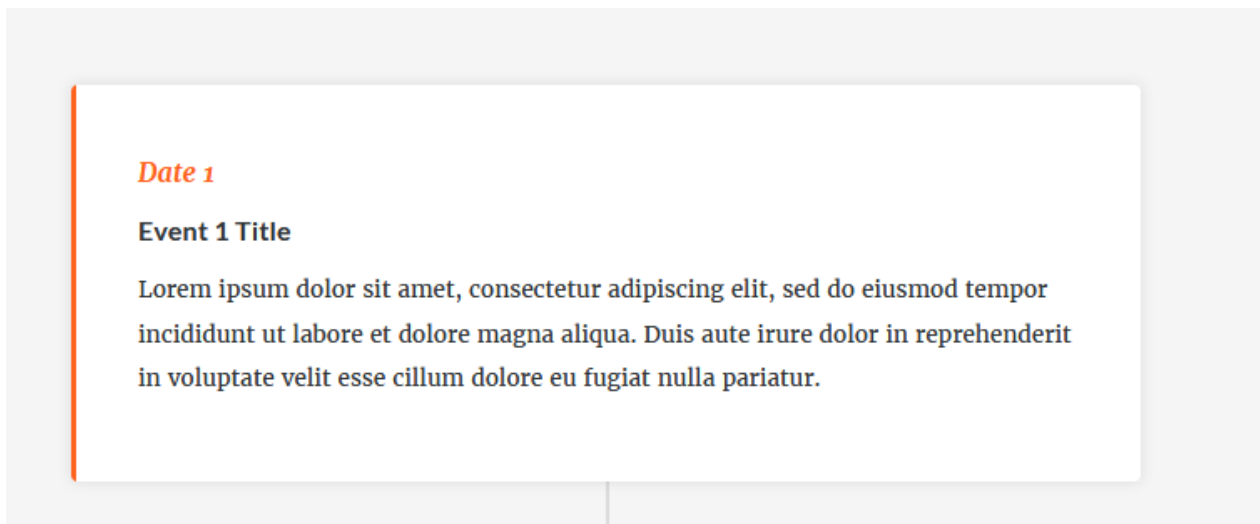 Date 1
Event 1 Title
Lorem ipsum dolor sit amet, consectetur adipiscing elit, sed do eiusmod tempor
incididunt ut labore et dolore magna aliqua. Duis aute irure dolor in reprehenderit
in voluptate velit esse cillum dolore eu fugiat nulla pariatur.